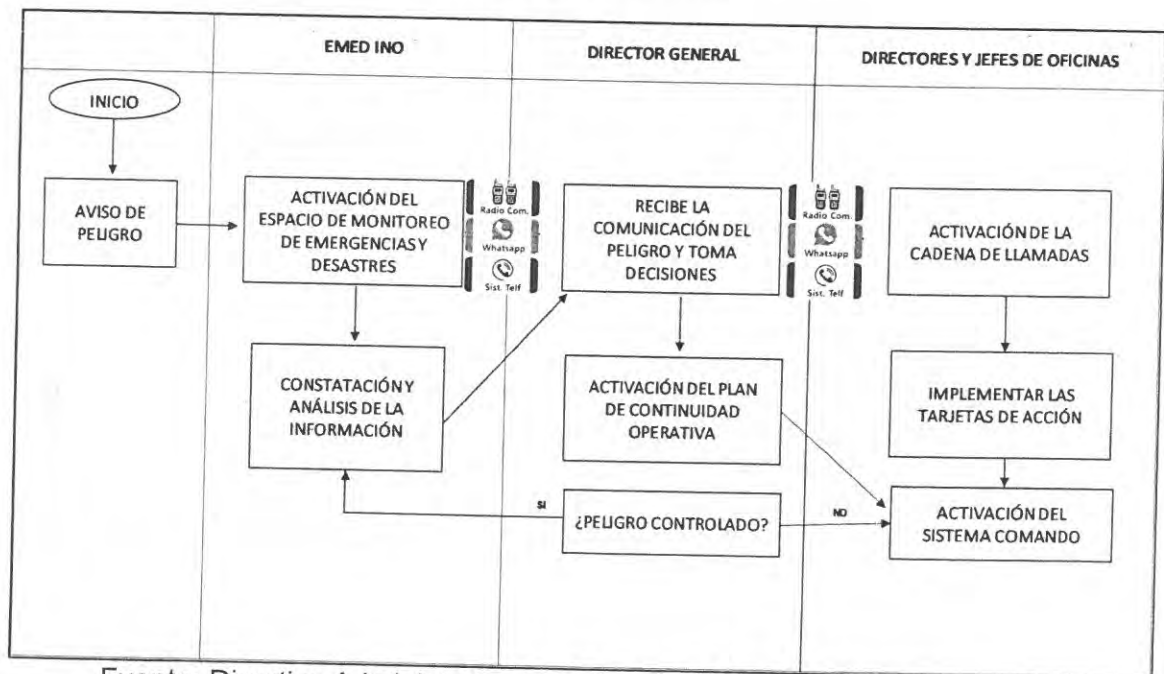 EMED INO
DIRECTOR GENERAL
DIRECTORES Y JEFES DE OFICINAS
INICIO
AVISO DE
PELIGRO
ACTIVACIÓN DEL
ESPACIO DE MONITOREO
DE EMERGENCIAS Y
DESASTRES
Radio Com.
Whatsapp
Sist. Telf
RECIBE LA
COMUNICACIÓN DEL
PELIGRO Y TOMA
DECISIONES
Radio Com.
Whatsapp
Sist. Telf
ACTIVACIÓN DE LA
CADENA DE LLAMADAS
CONSTATACIÓN Y
ANÁLISIS DE LA
INFORMACIÓN
ACTIVACIÓN DEL PLAN
DE CONTINUIDAD
OPERATIVA
IMPLEMENTAR LAS
TARJETAS DE ACCIÓN
SI
¿PELIGRO CONTROLADO?
NO
ACTIVACIÓN DEL
SISTEMA COMANDO